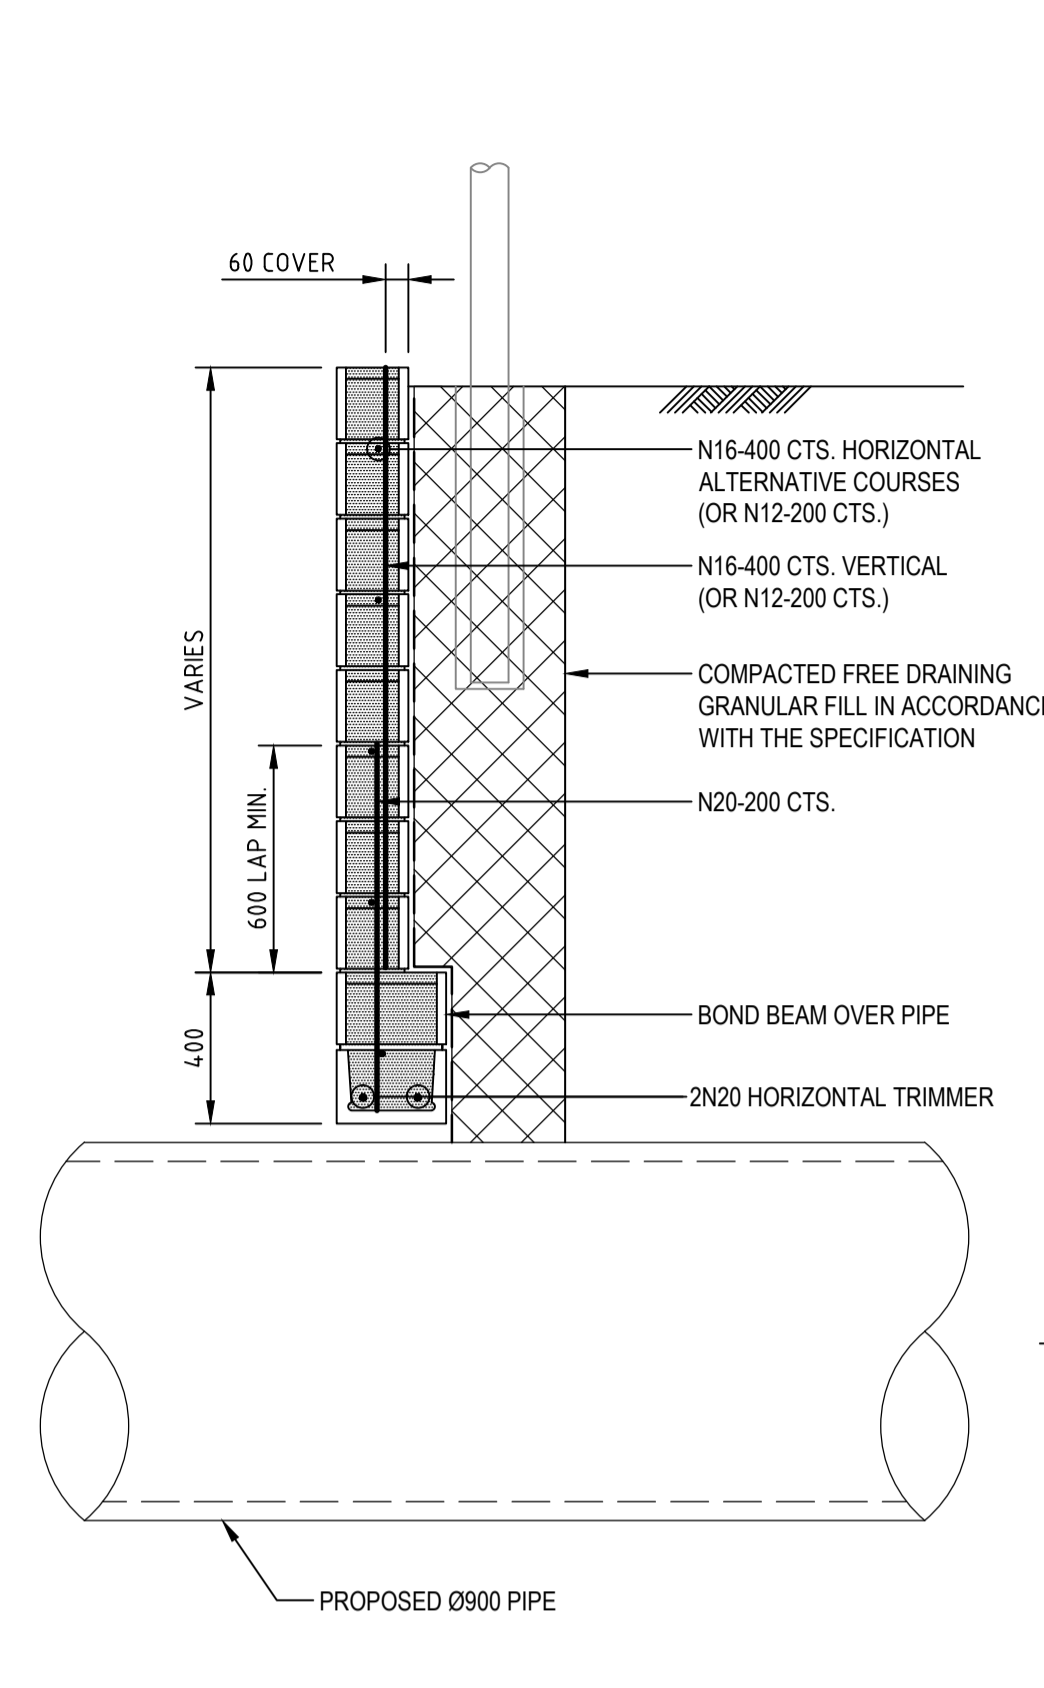 60 COVER
N16-400 CTS. HORIZONTAL
ALTERNATIVE COURSES
(OR N12-200 CTS.)
N16-400 CTS. VERTICAL
(OR N12-200 CTS.)
VARIES
COMPACTED FREE DRAINING
GRANULAR FILL IN ACCORDANCE
WITH THE SPECIFICATION
600 LAP MIN.
N20-200 CTS.
400
BOND BEAM OVER PIPE
2N20 HORIZONTAL TRIMMER
PROPOSED Ø900 PIPE